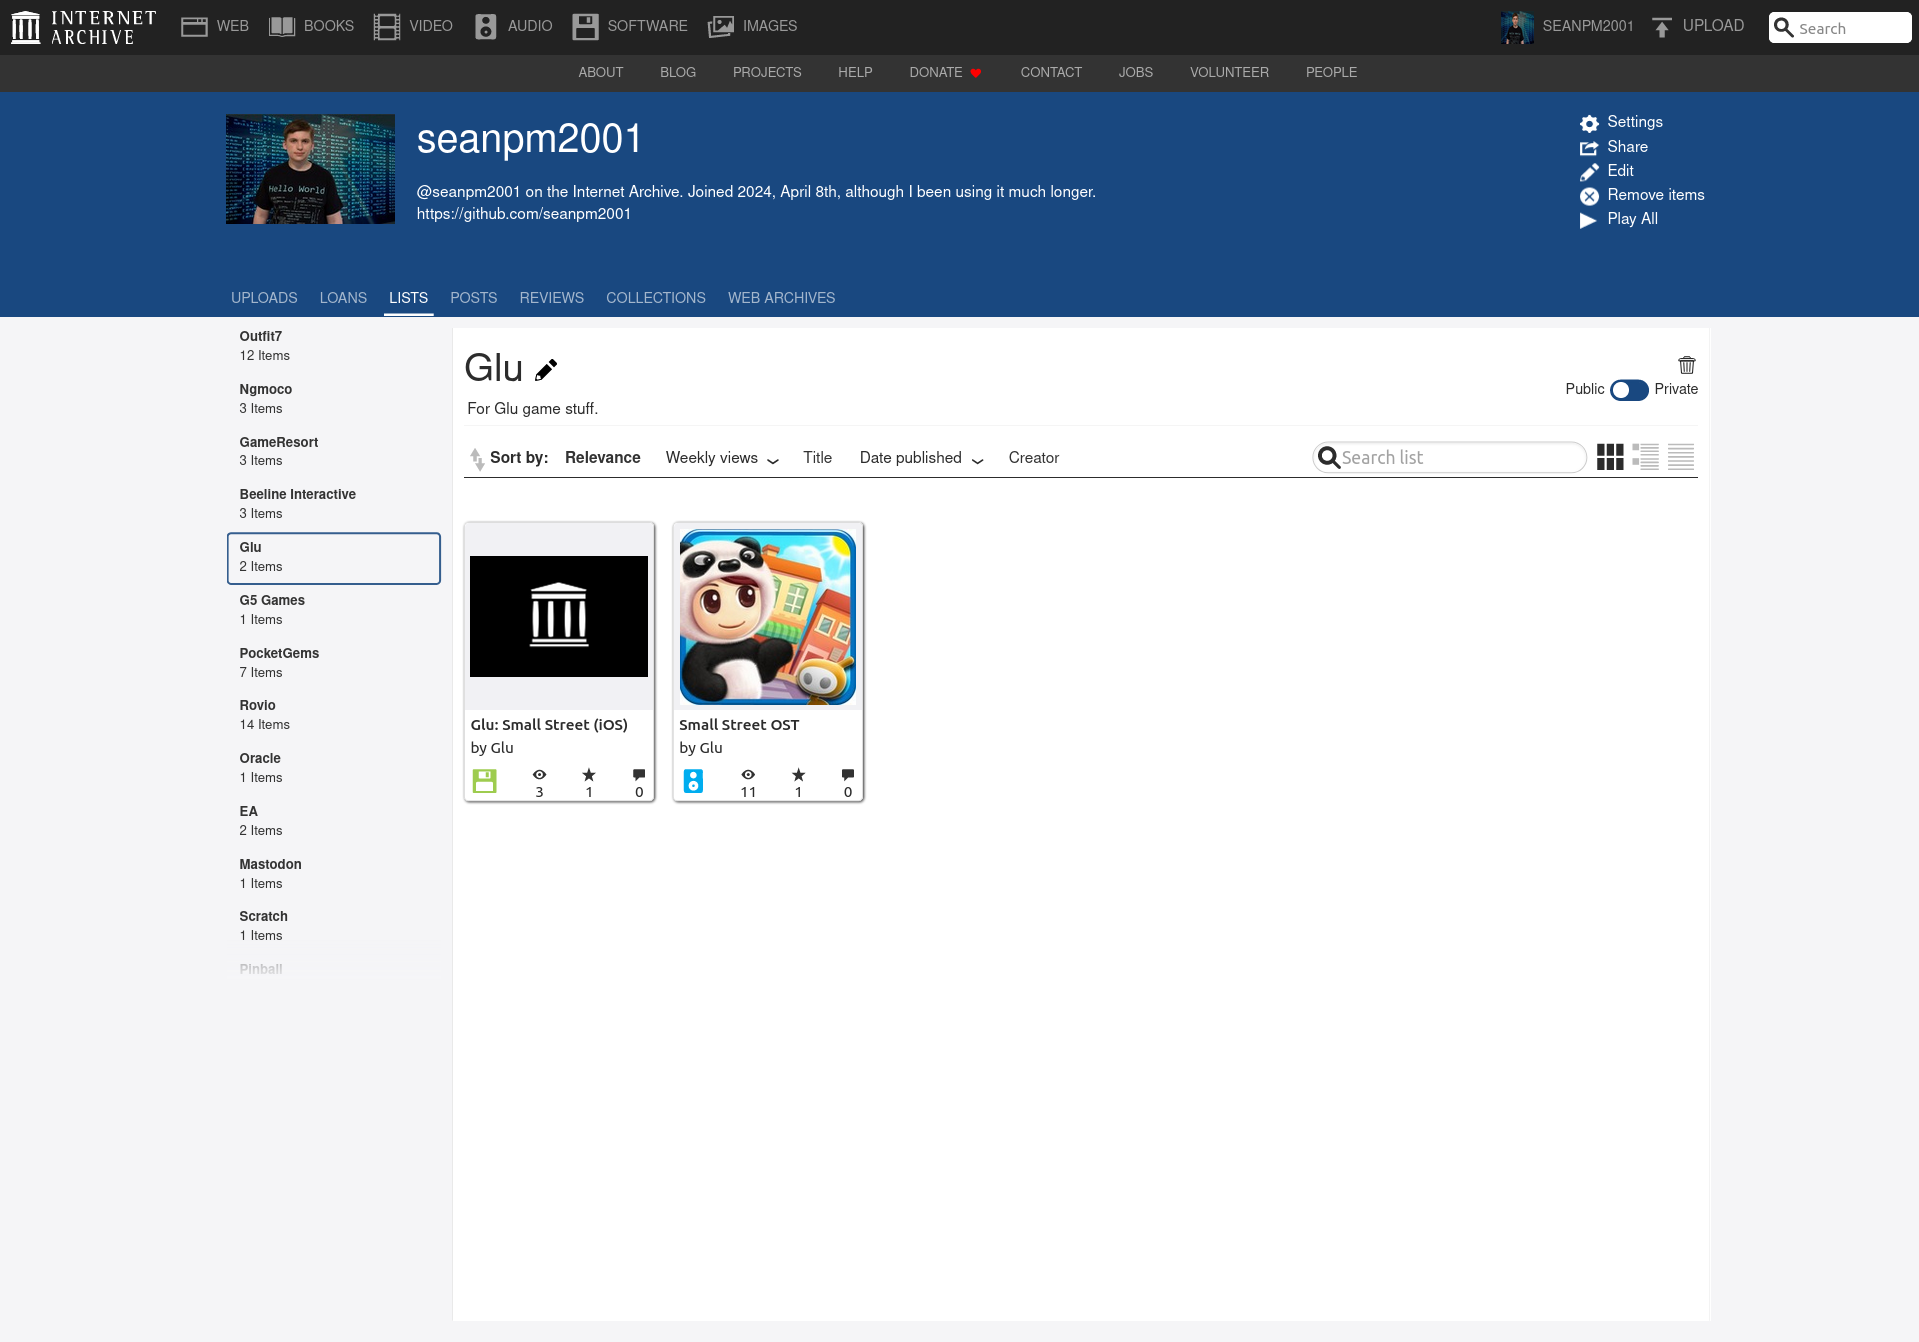 INTERNET ARCHIVE
WEB BOOKS VIDEO AUDIO SOFTWARE IMAGES SEANPM2001 UPLOAD Search
ABOUT BLOG PROJECTS HELP DONATE CONTACT JOBS VOLUNTEER PEOPLE
Hello World
seanpm2001
@seanpm2001 on the Internet Archive. Joined 2024, April 8th, although I been using it much longer.
https://github.com/seanpm2001
Settings
Share
Edit
Remove items
Play All
UPLOADS LOANS LISTS POSTS REVIEWS COLLECTIONS WEB ARCHIVES
Outfit7
12 Items
Ngmoco
3 Items
GameResort
3 Items
Beeline Interactive
3 Items
Glu
2 Items
G5 Games
1 Items
PocketGems
7 Items
Rovio
14 Items
Oracle
1 Items
EA
2 Items
Mastodon
1 Items
Scratch
1 Items
Pinball
Glu
For Glu game stuff.
Public Private
Sort by: Relevance Weekly views Title Date published Creator
Search list
Glu: Small Street (iOS)
by Glu
3 1 0
Small Street OST
by Glu
11 1 0